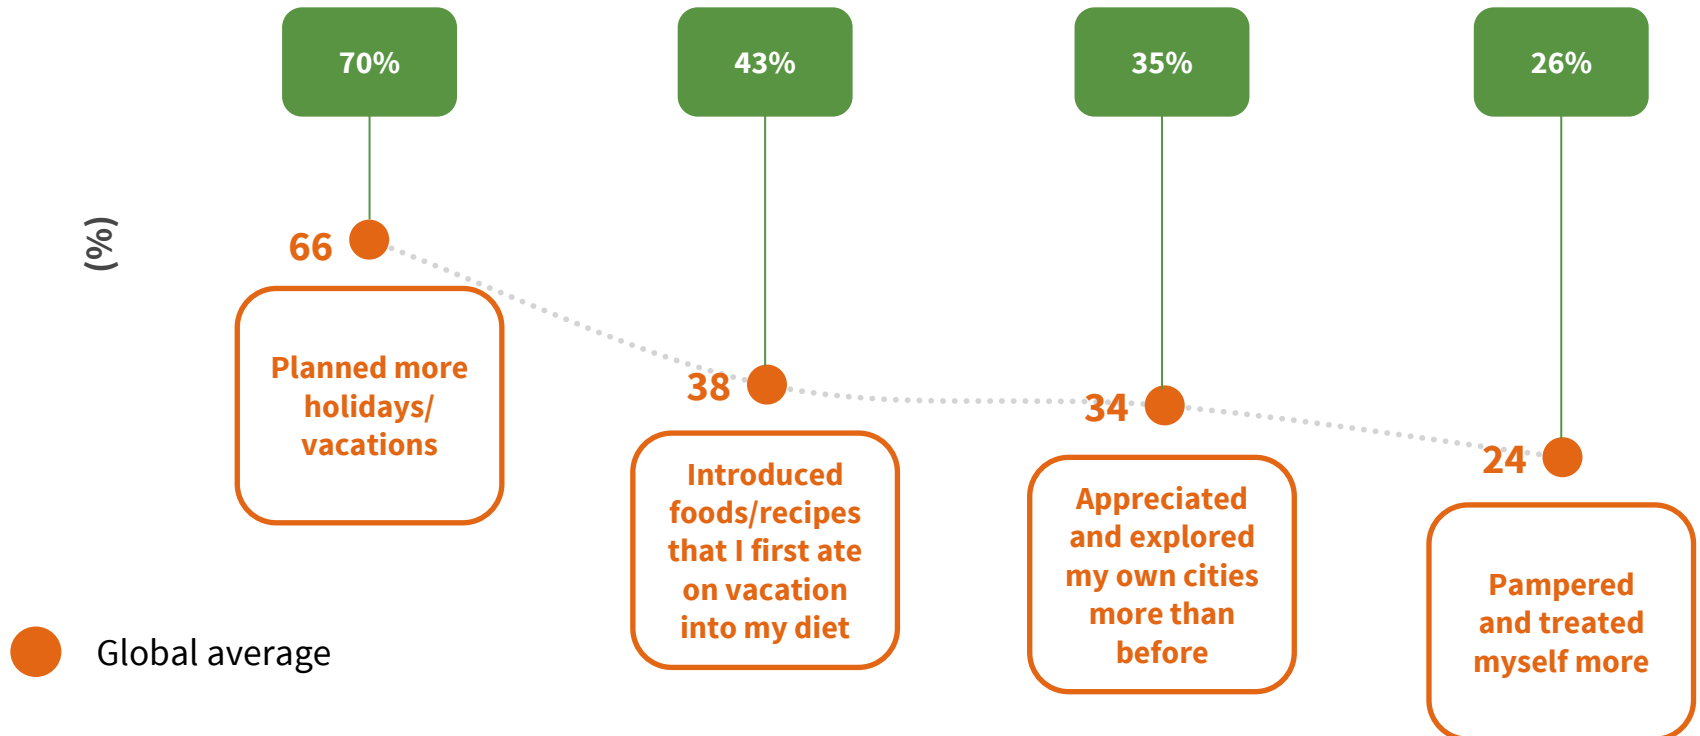 70%
43%
35%
26%
(%)
66
38
34
24
Planned more
holidays/
vacations
Introduced
foods/recipes
that I first ate
on vacation
into my diet
Appreciated
and explored
my own cities
more than
before
Pampered
and treated
myself more
Global average